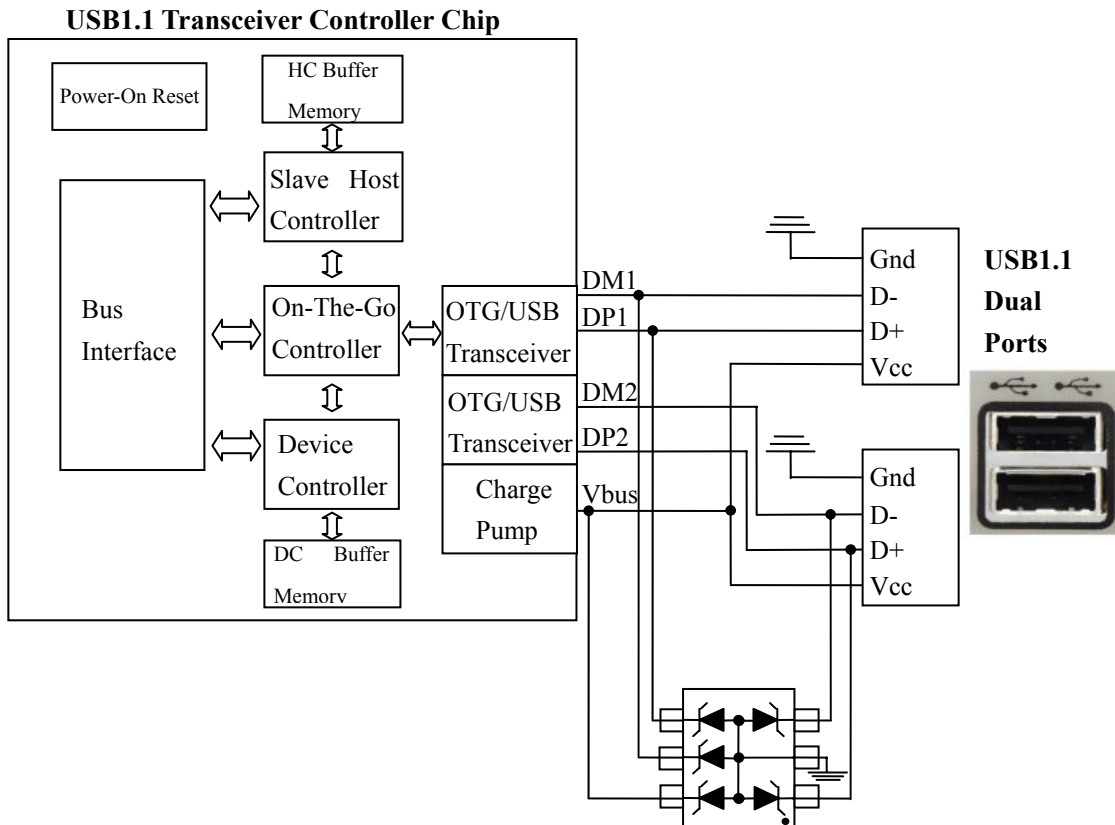 USB1.1 Transceiver Controller Chip
Power-On Reset
HC Buffer
Memory
Slave Host
Controller
Bus
Interface
On-The-Go
Controller
Device
Controller
DC Buffer
Memory
OTG/USB
Transceiver
OTG/USB
Transceiver
Charge
Pump
DM1
DP1
DM2
DP2
Vbus
Gnd
D-
D+
Vcc
Gnd
D-
D+
Vcc
USB1.1
Dual
Ports